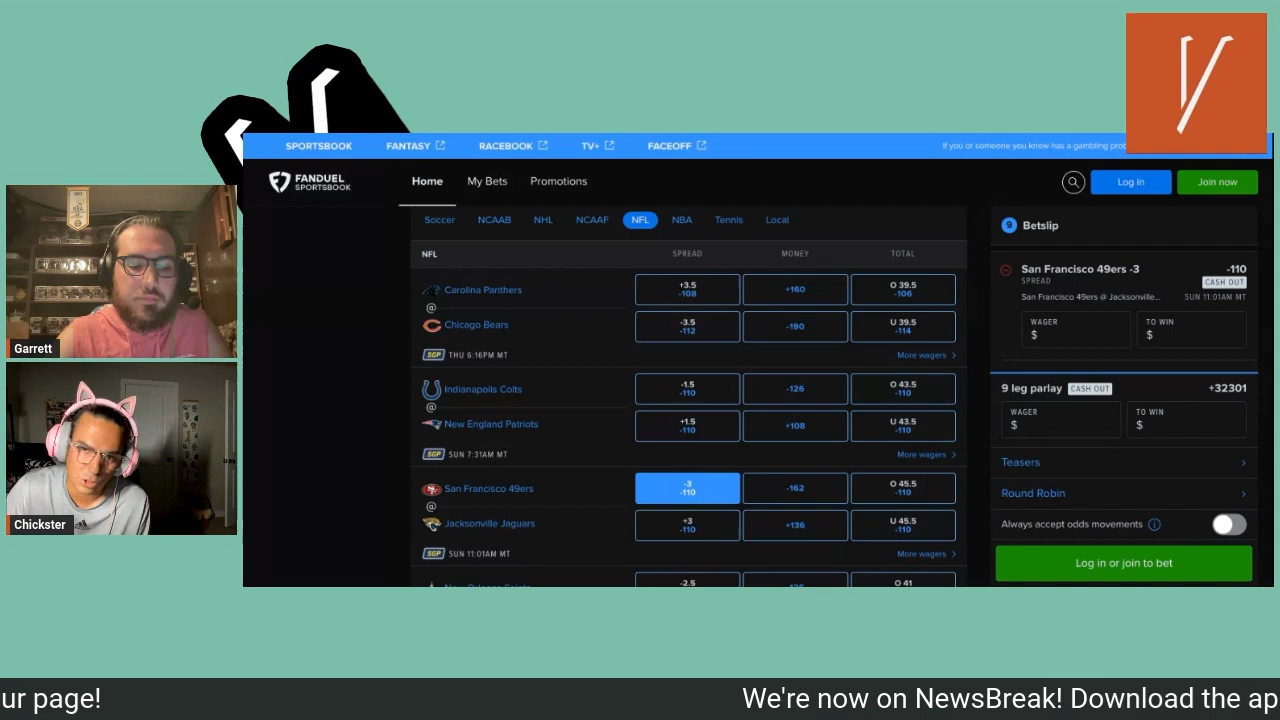 SPORTSBOOK FANTASY RACEBOOK TV+ FACEOFF
If you or someone you know has a gambling
FANDUEL
SPORTSBOOK
Home My Bets Promotions
Log in Join now
Soccer NCAAB NHL NCAAF NFL NBA Tennis Local
NFL SPREAD MONEY TOTAL
Carolina Panthers
+3.5
-108
+160
O 39.5
-106
@
Chicago Bears
-3.5
-112
-190
U 39.5
-114
SGP THU 6:16PM MT More wagers
Indianapolis Colts
-1.5
-110
-126
O 43.5
-110
@
New England Patriots
+1.5
-110
+108
U 43.5
-110
SGP SUN 7:31AM MT More wagers
San Francisco 49ers
-3
-110
-162
O 45.5
-110
@
Jacksonville Jaguars
+3
-110
+136
U 45.5
-110
SGP SUN 11:01AM MT More wagers
-2.5
O 41
9 Betslip
San Francisco 49ers -3 -110
SPREAD CASH OUT
San Francisco 49ers @ Jacksonville... SUN 11:01AM MT
WAGER TO WIN
$ $
9 leg parlay CASH OUT +32301
WAGER TO WIN
$ $
Teasers
Round Robin
Always accept odds movements
Log in or join to bet
Garrett
Chickster
ur page! We're now on NewsBreak! Download the ap